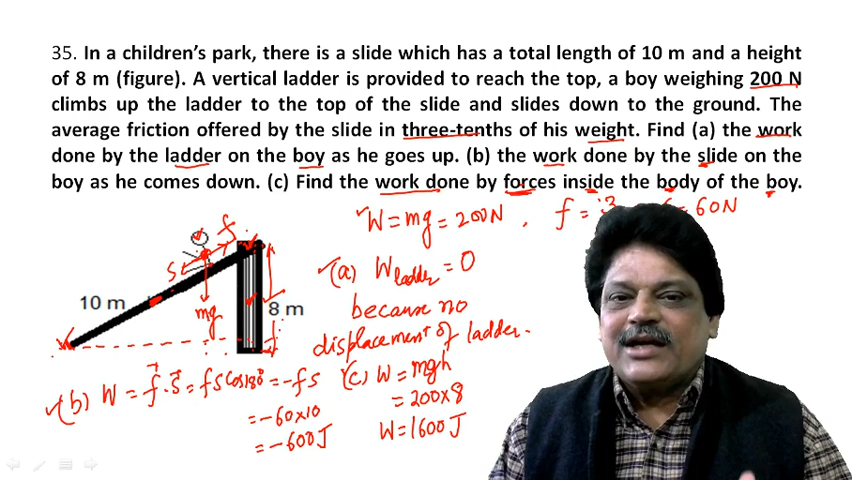 35. In a children's park, there is a slide which has a total length of 10 m and a height
of 8 m (figure). A vertical ladder is provided to reach the top, a boy weighing 200 N
climbs up the ladder to the top of the slide and slides down to the ground. The
average friction offered by the slide in three-tenths of his weight. Find (a) the work
done by the ladder on the boy as he goes up. (b) the work done by the slide on the
boy as he comes down. (c) Find the work done by forces inside the body of the boy.
W = mg = 200N , f = 60N
f
S
mg
10 m
8 m
(a) W ladder = 0
because no
displacement of ladder.
(b) W = f⃗ . s⃗ = fs cos180° = -fs
= -60×10
= -600J
(c) W = mgh
= 200×8
W = 1600 J